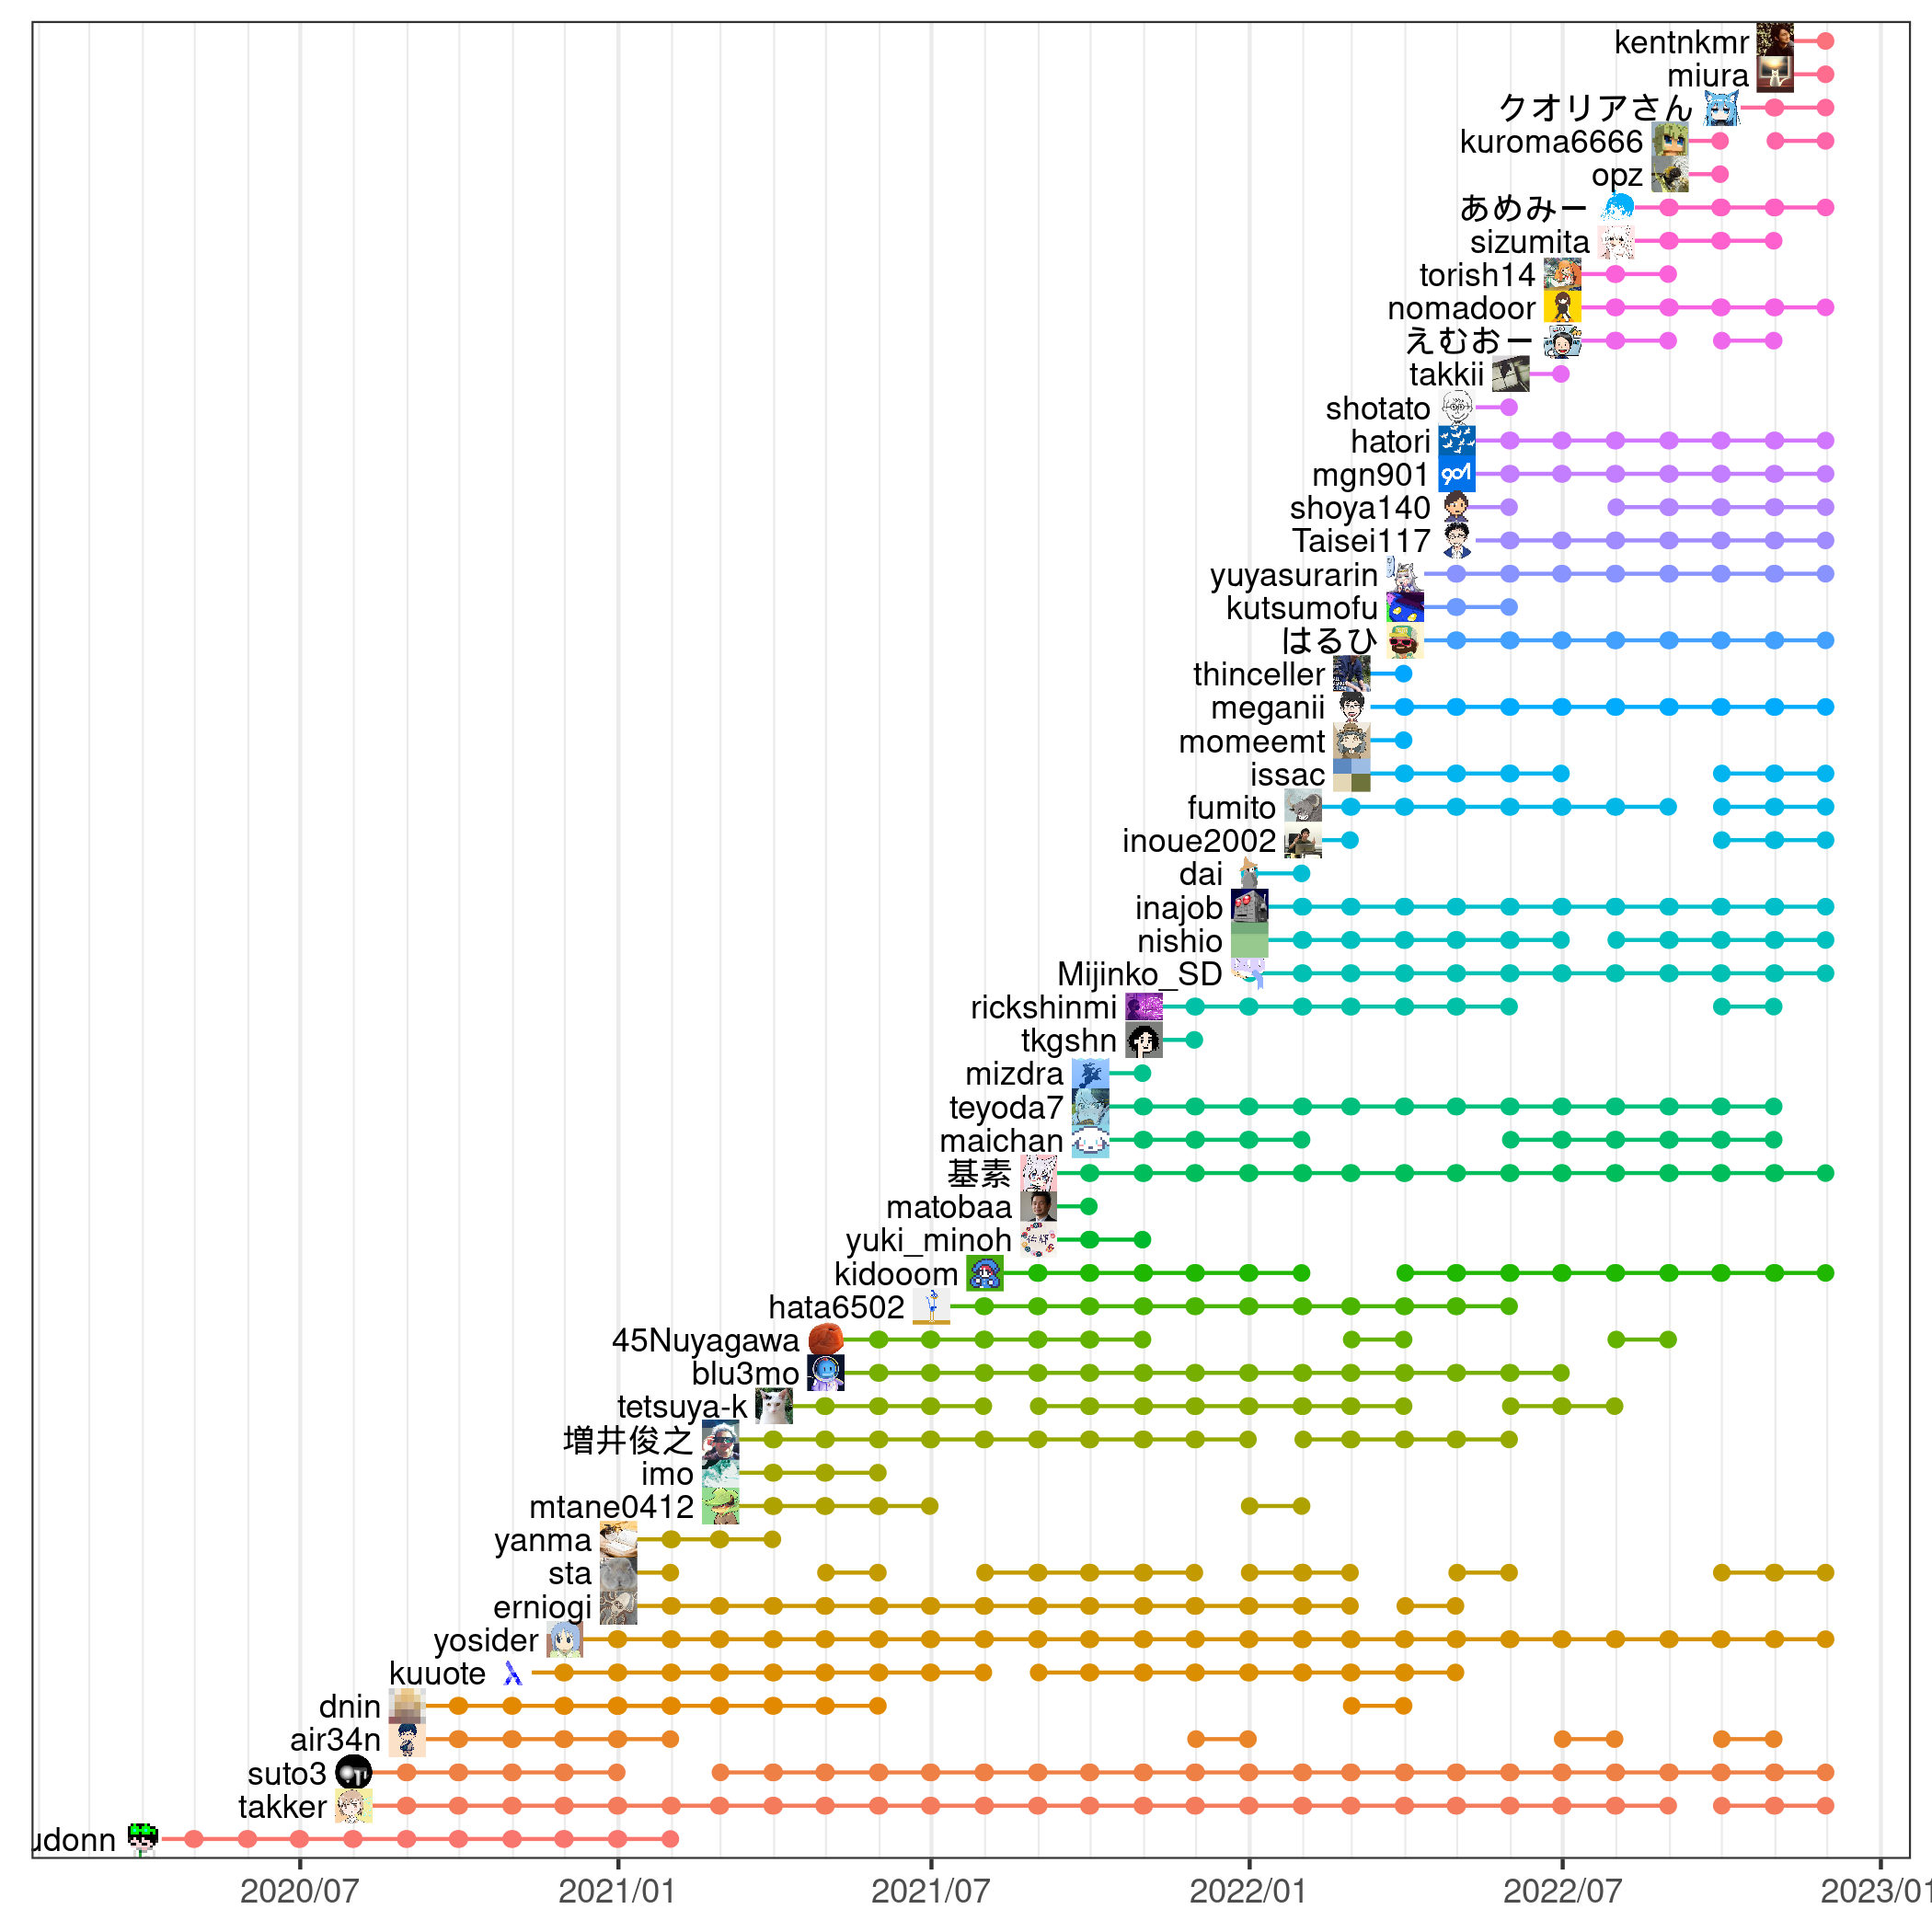 kentnkmr
miura
クオリアさん
kuroma6666
opz
あめみー
sizumita
torish14
nomadoor
えむおー
takkii
shotato
hatori
mgn901
901
shoya140
Taisei117
yuyasurarin
kutsumofu
はるひ
thinceller
meganii
momeemt
issac
fumito
inoue2002
dai
inajob
nishio
Mijinko_SD
rickshinmi
tkgshn
mizdra
teyoda7
maichan
基素
matobaa
yuki_minoh
kidooom
hata6502
45Nuyagawa
blu3mo
tetsuya-k
増井俊之
imo
mtane0412
yanma
sta
erniogi
yosider
kuuote
dnin
air34n
suto3
takker
udonn
2020/07 2021/01 2021/07 2022/01 2022/07 2023/01